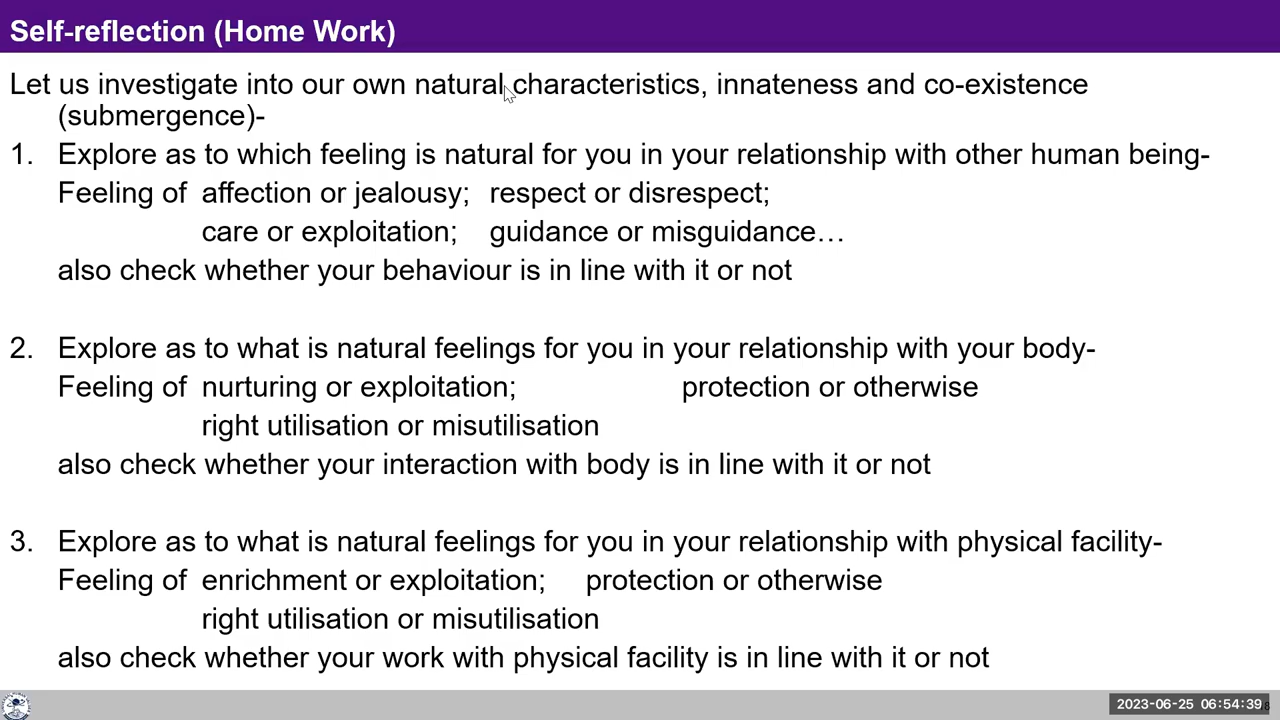 Self-reflection (Home Work)
Let us investigate into our own natural characteristics, innateness and co-existence
(submergence)-
1. Explore as to which feeling is natural for you in your relationship with other human being-
Feeling of affection or jealousy; respect or disrespect;
care or exploitation; guidance or misguidance…
also check whether your behaviour is in line with it or not
2. Explore as to what is natural feelings for you in your relationship with your body-
Feeling of nurturing or exploitation; protection or otherwise
right utilisation or misutilisation
also check whether your interaction with body is in line with it or not
3. Explore as to what is natural feelings for you in your relationship with physical facility-
Feeling of enrichment or exploitation; protection or otherwise
right utilisation or misutilisation
also check whether your work with physical facility is in line with it or not
2023-06-25 06:54:39